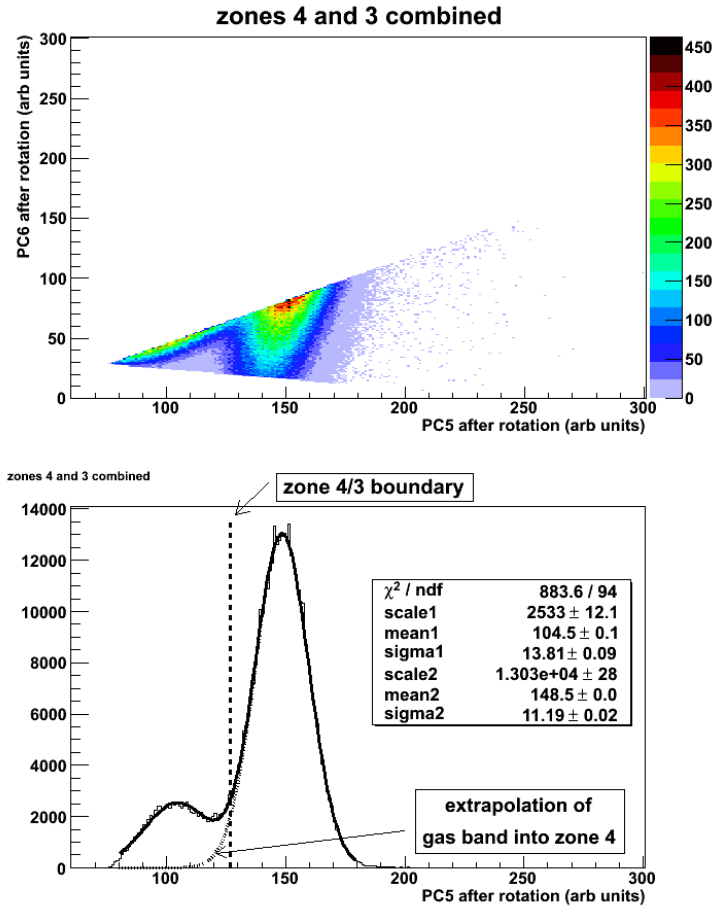 zones 4 and 3 combined
PC6 after rotation (arb units)
300
250
200
150
100
50
0
100
150
200
250
300
PC5 after rotation (arb units)
450
400
350
300
250
200
150
100
50
0
zones 4 and 3 combined
zone 4/3 boundary
14000
12000
10000
8000
6000
4000
2000
0
χ² / ndf 883.6 / 94
scale1 2533 ± 12.1
mean1 104.5 ± 0.1
sigma1 13.81 ± 0.09
scale2 1.303e+04 ± 28
mean2 148.5 ± 0.0
sigma2 11.19 ± 0.02
extrapolation of
gas band into zone 4
100
150
200
250
300
PC5 after rotation (arb units)